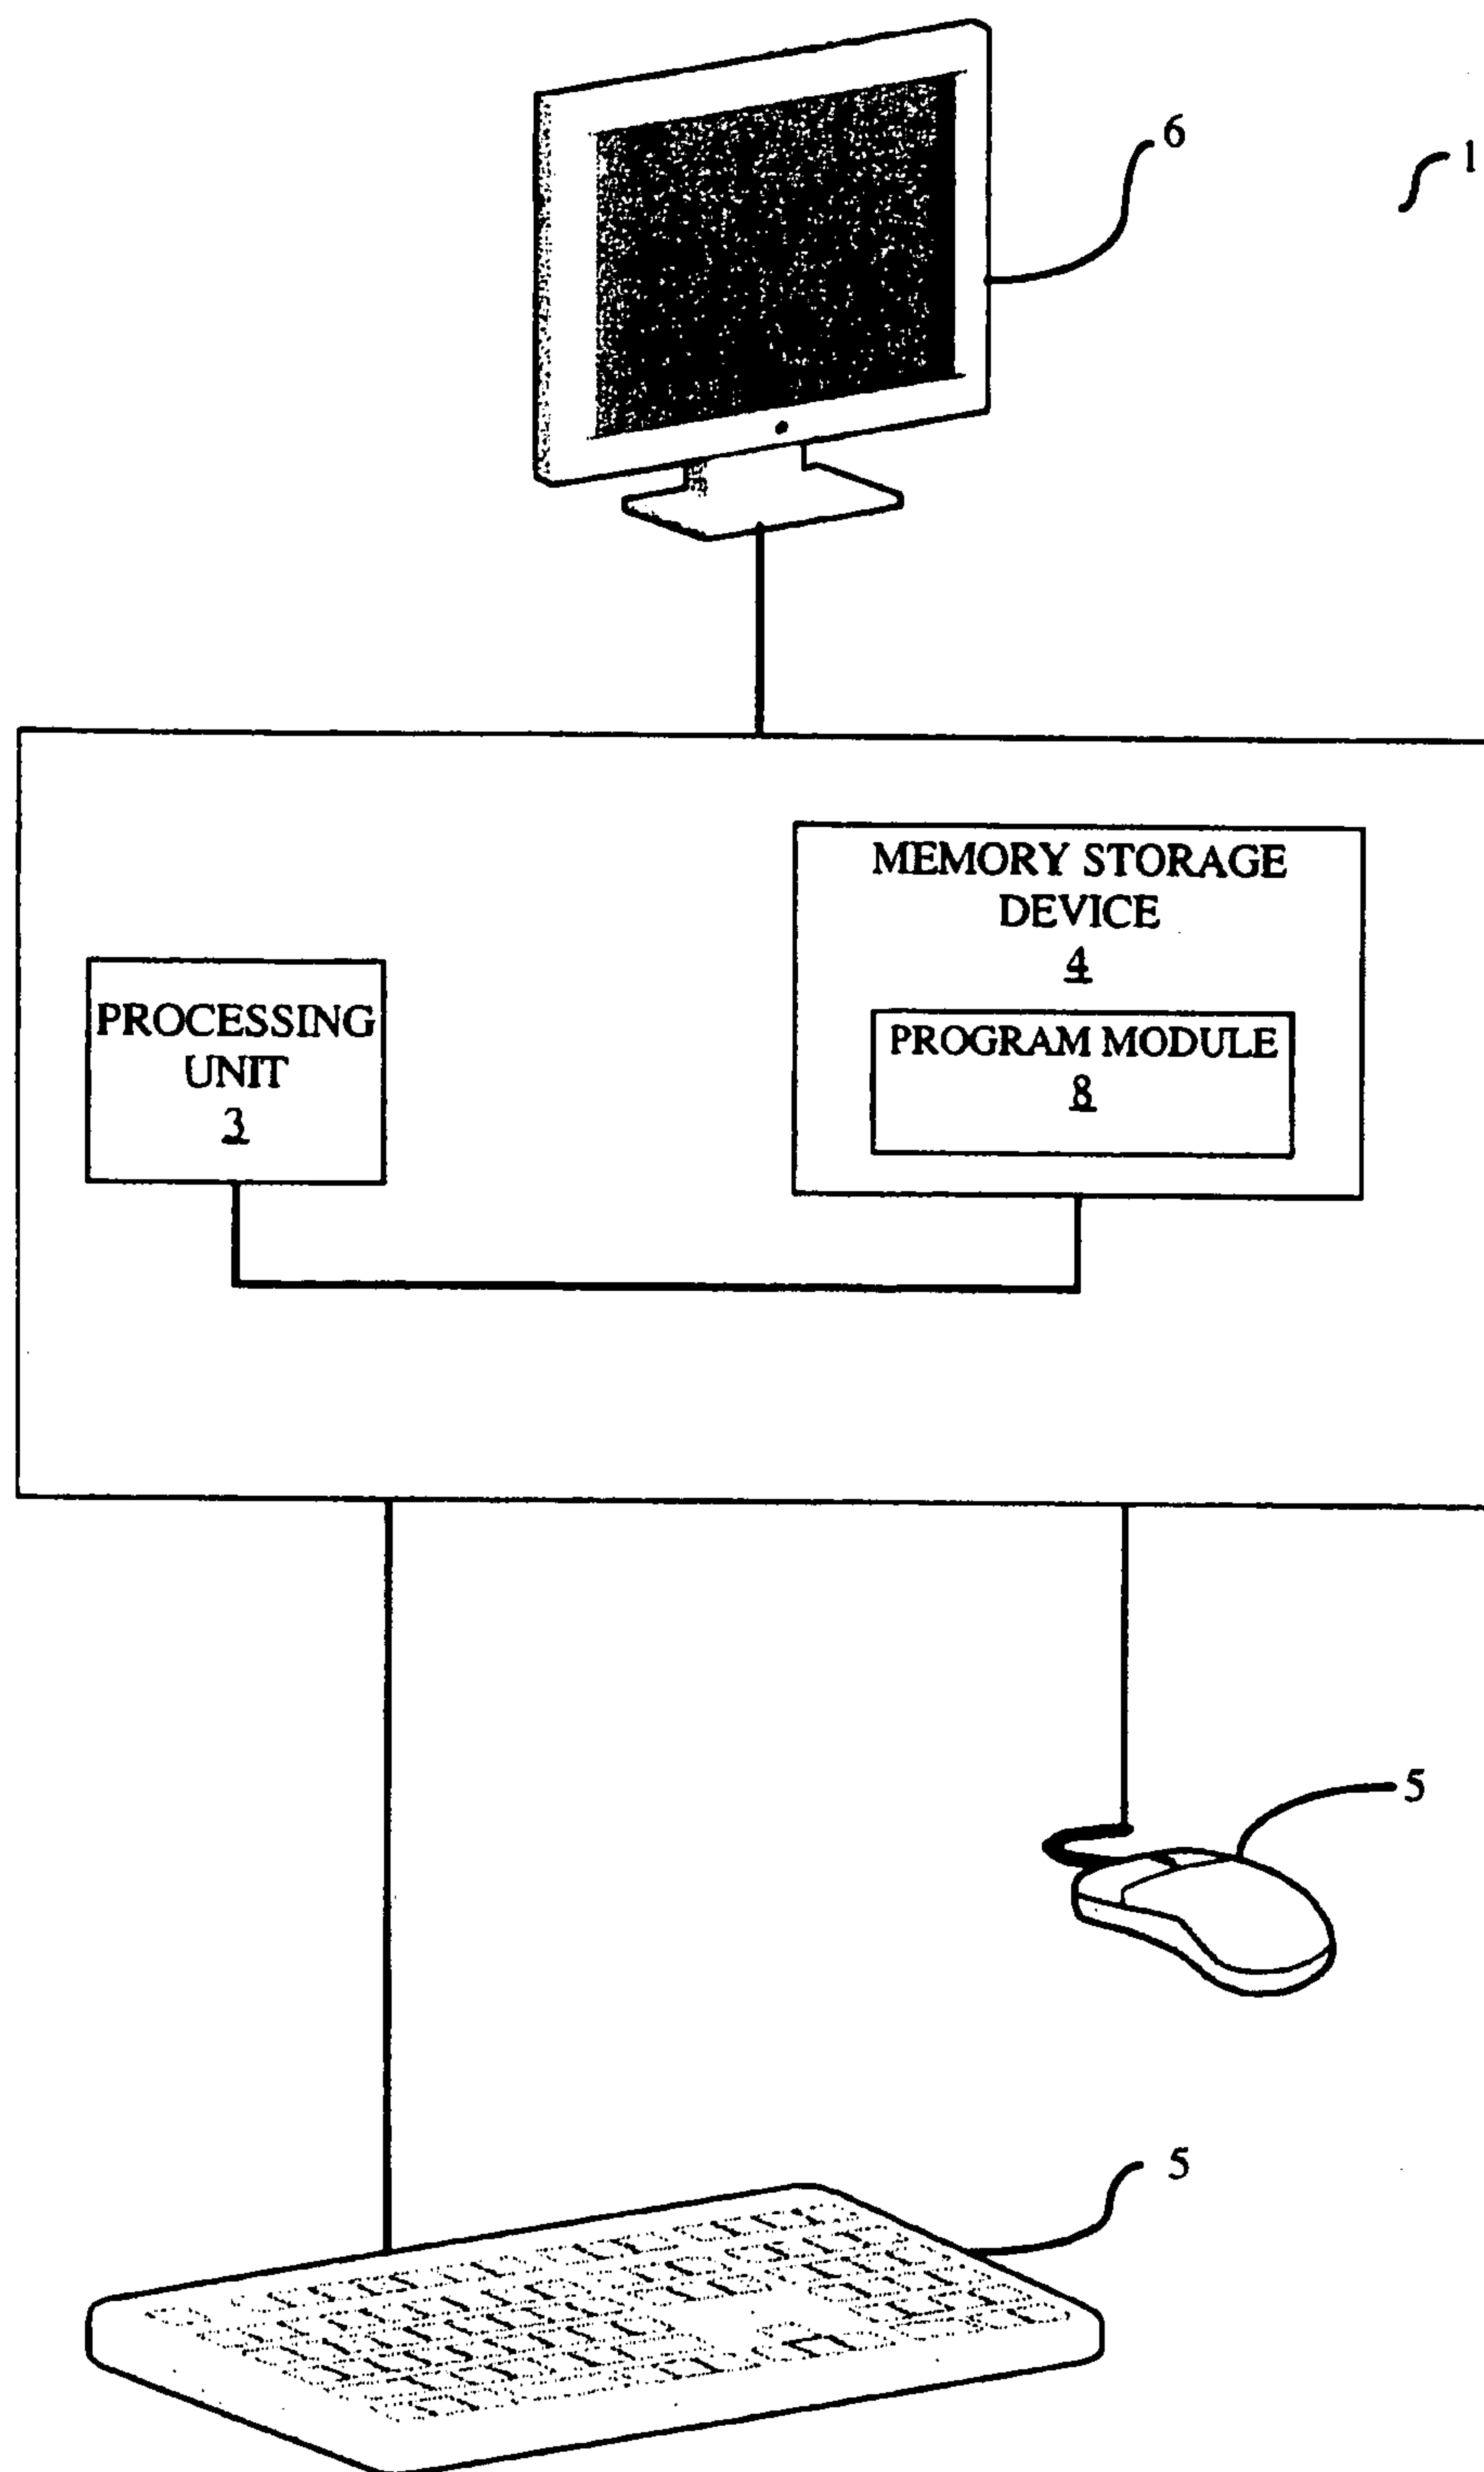 6
1
MEMORY STORAGE
DEVICE
4
PROCESSING
UNIT
3
PROGRAM MODULE
8
5
5